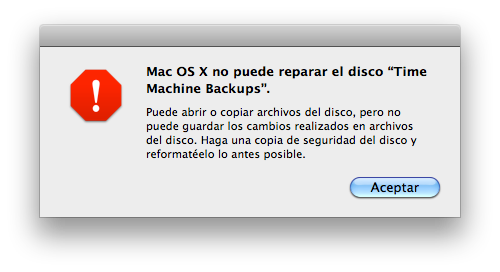 Mac OS X no puede reparar el disco “Time
Machine Backups”.
Puede abrir o copiar archivos del disco, pero no
puede guardar los cambios realizados en archivos
del disco. Haga una copia de seguridad del disco y
reformatéelo lo antes posible.
Aceptar